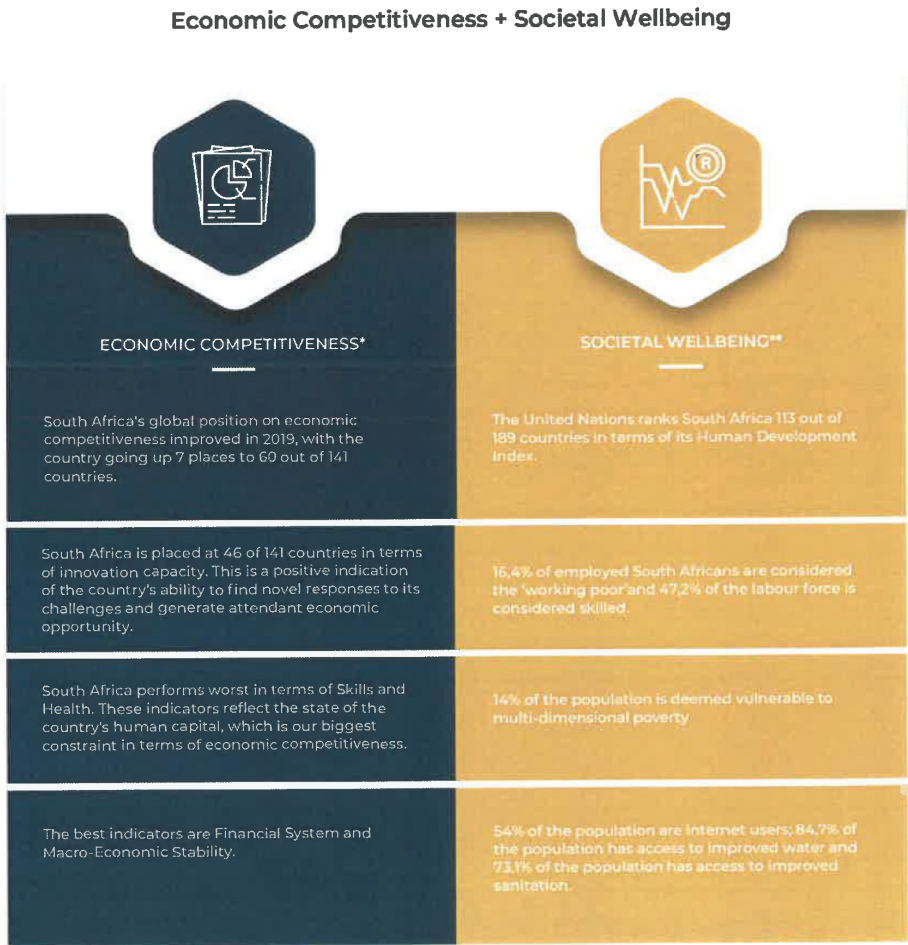 Economic Competitiveness + Societal Wellbeing
R
ECONOMIC COMPETITIVENESS*
South Africa's global position on economic
competitiveness improved in 2019, with the
country going up 7 places to 60 out of 141
countries.
South Africa is placed at 46 of 141 countries in terms
of innovation capacity. This is a positive indication
of the country's ability to find novel responses to its
challenges and generate attendant economic
opportunity.
South Africa performs worst in terms of Skills and
Health. These indicators reflect the state of the
country's human capital, which is our biggest
constraint in terms of economic competitiveness.
The best indicators are Financial System and
Macro-Economic Stability.
SOCIETAL WELLBEING**
The United Nations ranks South Africa 113 out of
189 countries in terms of its Human Development
Index.
16,4% of employed South Africans are considered
the 'working poor'and 47,2% of the labour force is
considered skilled.
14% of the population is deemed vulnerable to
multi-dimensional poverty
54% of the population are internet users; 84,7% of
the population has access to improved water and
73,1% of the population has access to improved
sanitation.